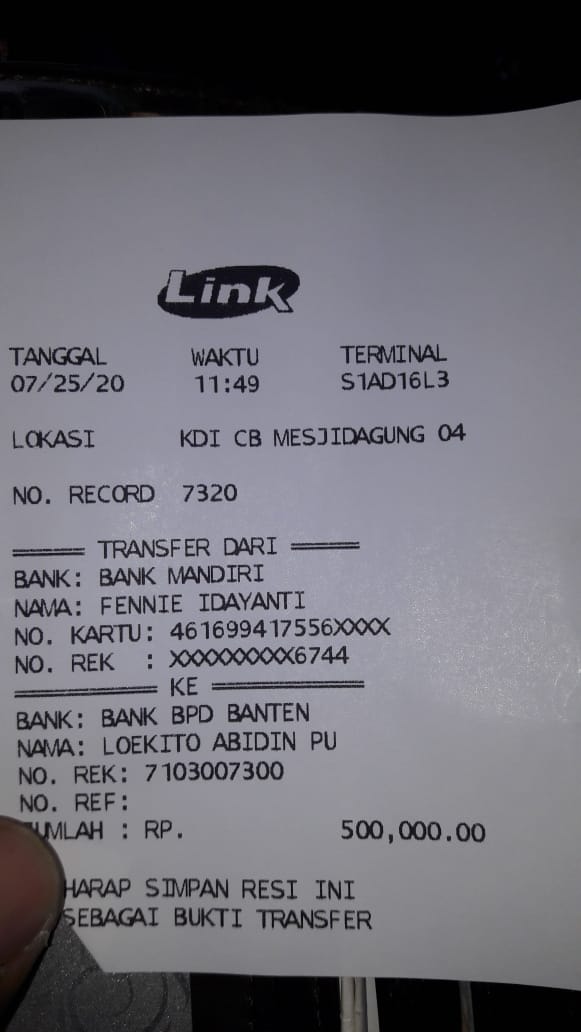 Link
TANGGAL WAKTU TERMINAL
07/25/20 11:49 S1AD16L3
LOKASI KDI CB MESJIDAGUNG 04
NO. RECORD 7320
TRANSFER DARI
BANK: BANK MANDIRI
NAMA: FENNIE IDAYANTI
NO. KARTU: 461699417556XXXX
NO. REK : XXXXXXXXX6744
KE
BANK: BANK BPD BANTEN
NAMA: LOEKITO ABIDIN PU
NO. REK: 7103007300
NO. REF:
JUMLAH : RP. 500,000.00
HARAP SIMPAN RESI INI
SEBAGAI BUKTI TRANSFER